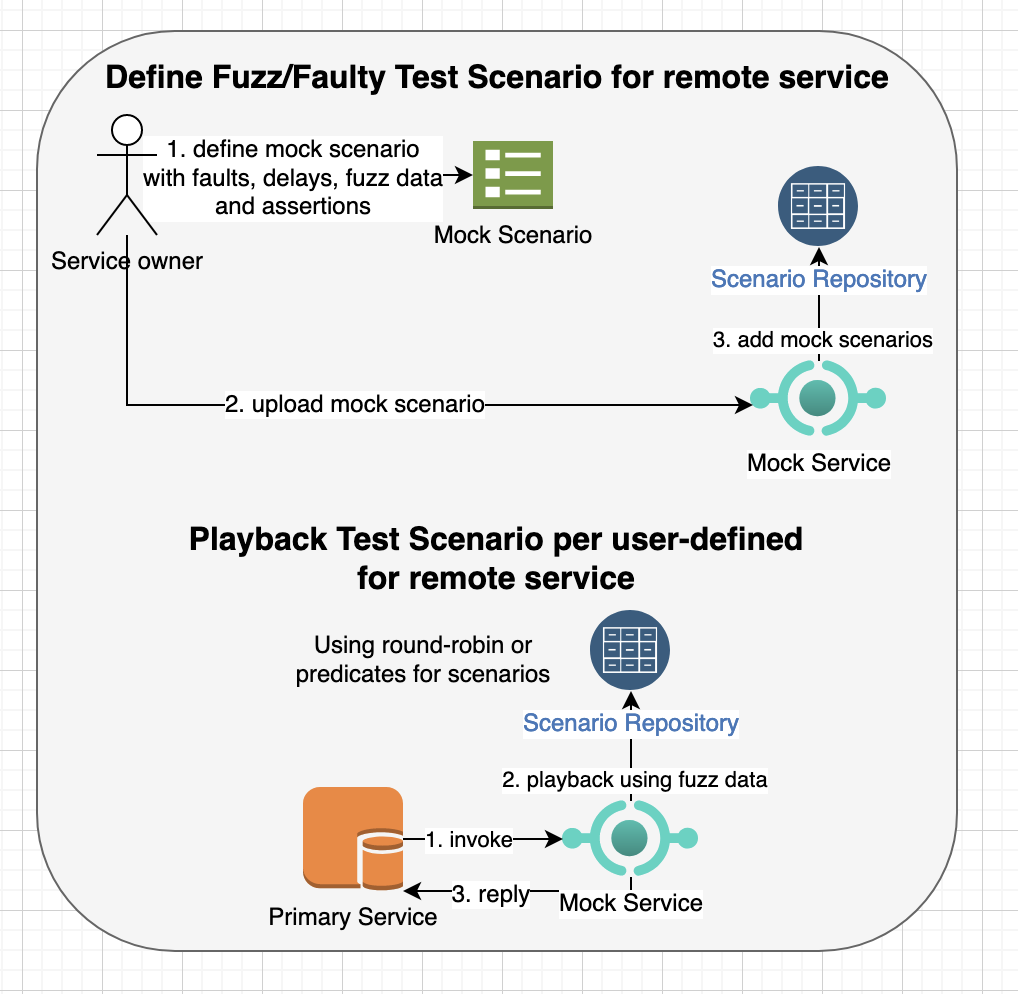 Define Fuzz/Faulty Test Scenario for remote service
1. define mock scenario
with faults, delays, fuzz data
and assertions
Mock Scenario
Service owner
Scenario Repository
3. add mock scenarios
2. upload mock scenario
Mock Service
Playback Test Scenario per user-defined
for remote service
Using round-robin or
predicates for scenarios
Scenario Repository
2. playback using fuzz data
1. invoke
3. reply
Mock Service
Primary Service